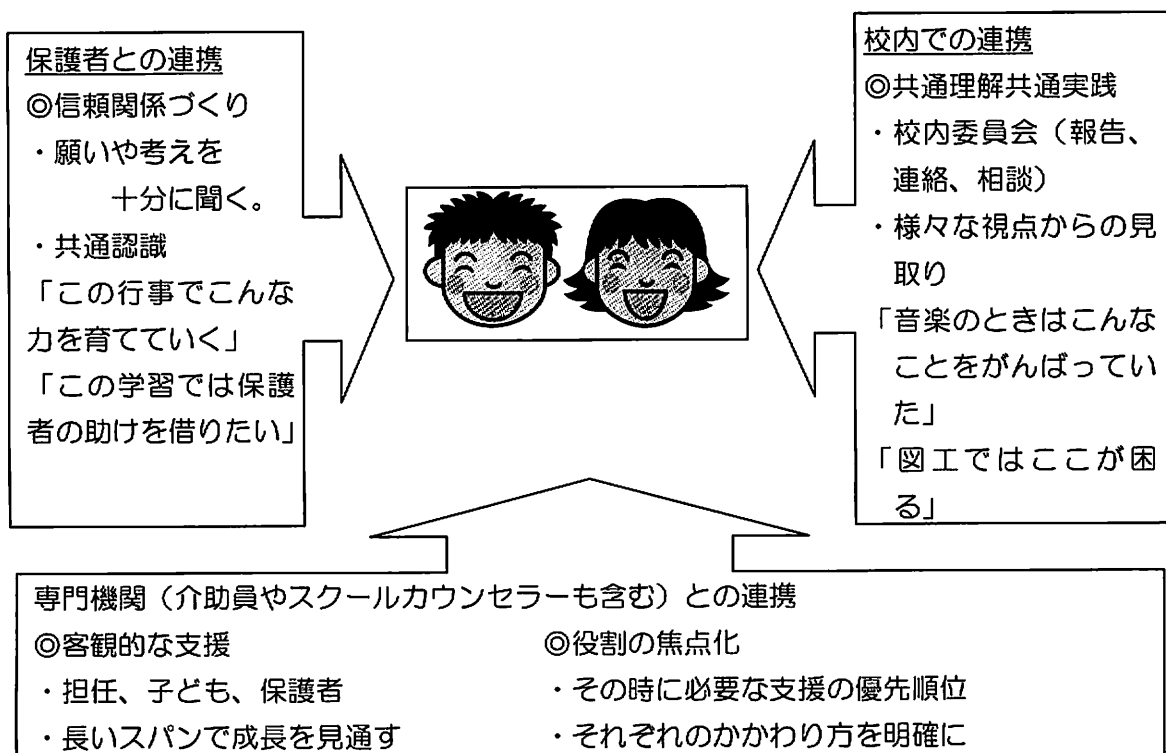 保護者との連携
◎信頼関係づくり
・願いや考えを
十分に聞く。
・共通認識
「この行事でこんな
力を育てていく」
「この学習では保護
者の助けを借りたい」
校内での連携
◎共通理解共通実践
・校内委員会（報告、
連絡、相談）
・様々な視点からの見
取り
「音楽のときはこんな
ことをがんばってい
た」
「図工ではここが困
る」
専門機関（介助員やスクールカウンセラーも含む）との連携
◎客観的な支援
・担任、子ども、保護者
・長いスパンで成長を見通す
◎役割の焦点化
・その時に必要な支援の優先順位
・それぞれのかかわり方を明確に